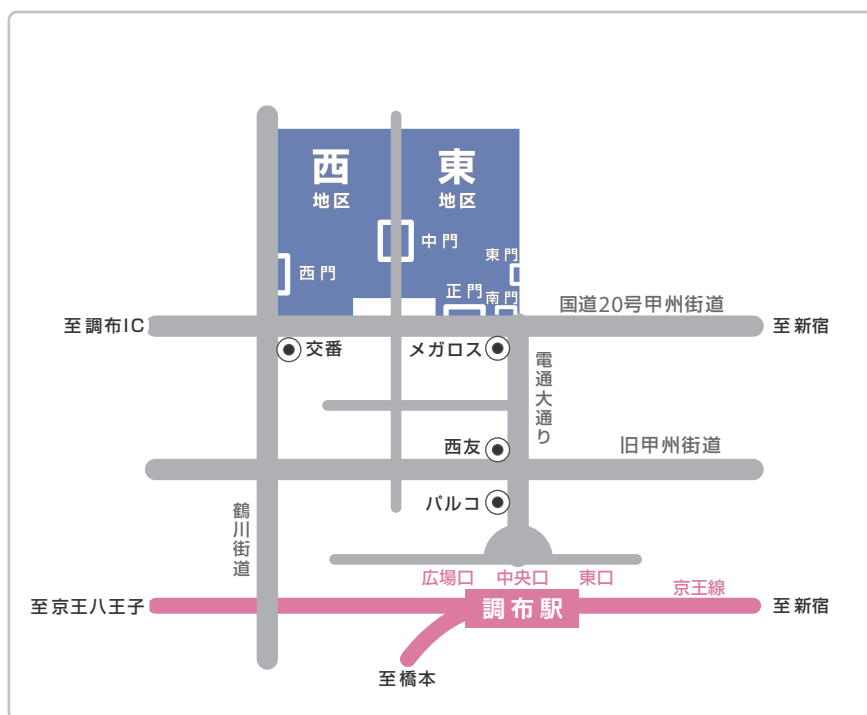 西
地区
東
地区
中門
西門
東門
正門
南門
国道20号甲州街道
至調布IC
至新宿
交番
メガロス
電通大通り
西友
旧甲州街道
パルコ
鶴川街道
広場口
中央口
東口
京王線
至京王八王子
調布駅
至新宿
至橋本